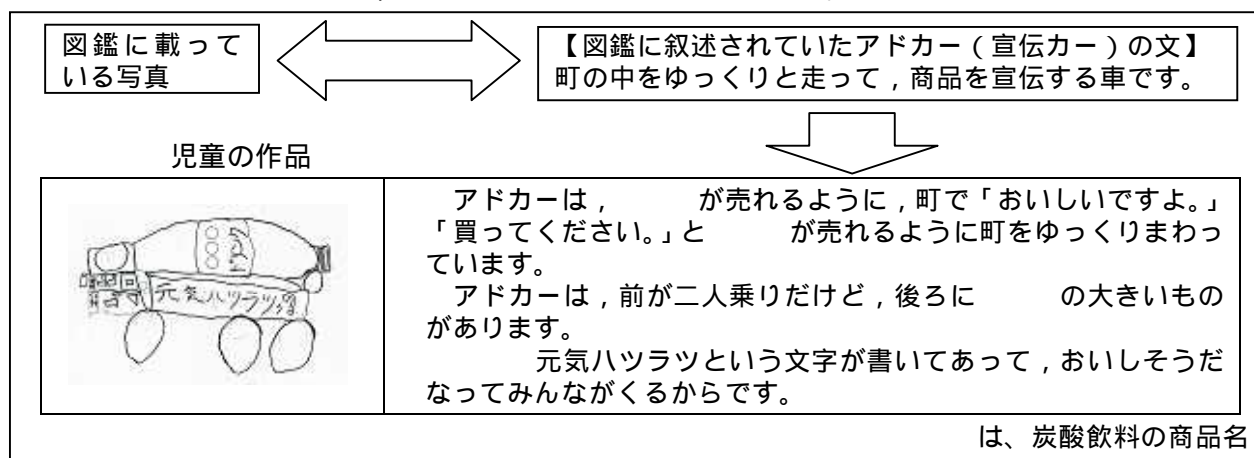 図鑑に載って
いる写真
【図鑑に叙述されていたアドカー（宣伝カー）の文】
町の中をゆっくりと走って，商品を宣伝する車です。
児童の作品
元気ハツラツ
アドカーは，　　　が売れるように，町で「おいしいですよ。」
「買ってください。」と　　　が売れるように町をゆっくりまわっ
ています。
アドカーは，前が二人乗りだけど，後ろに　　　の大きいもの
があります。
元気ハツラツという文字が書いてあって，おいしそうだ
なってみんながくるからです。
は、炭酸飲料の商品名